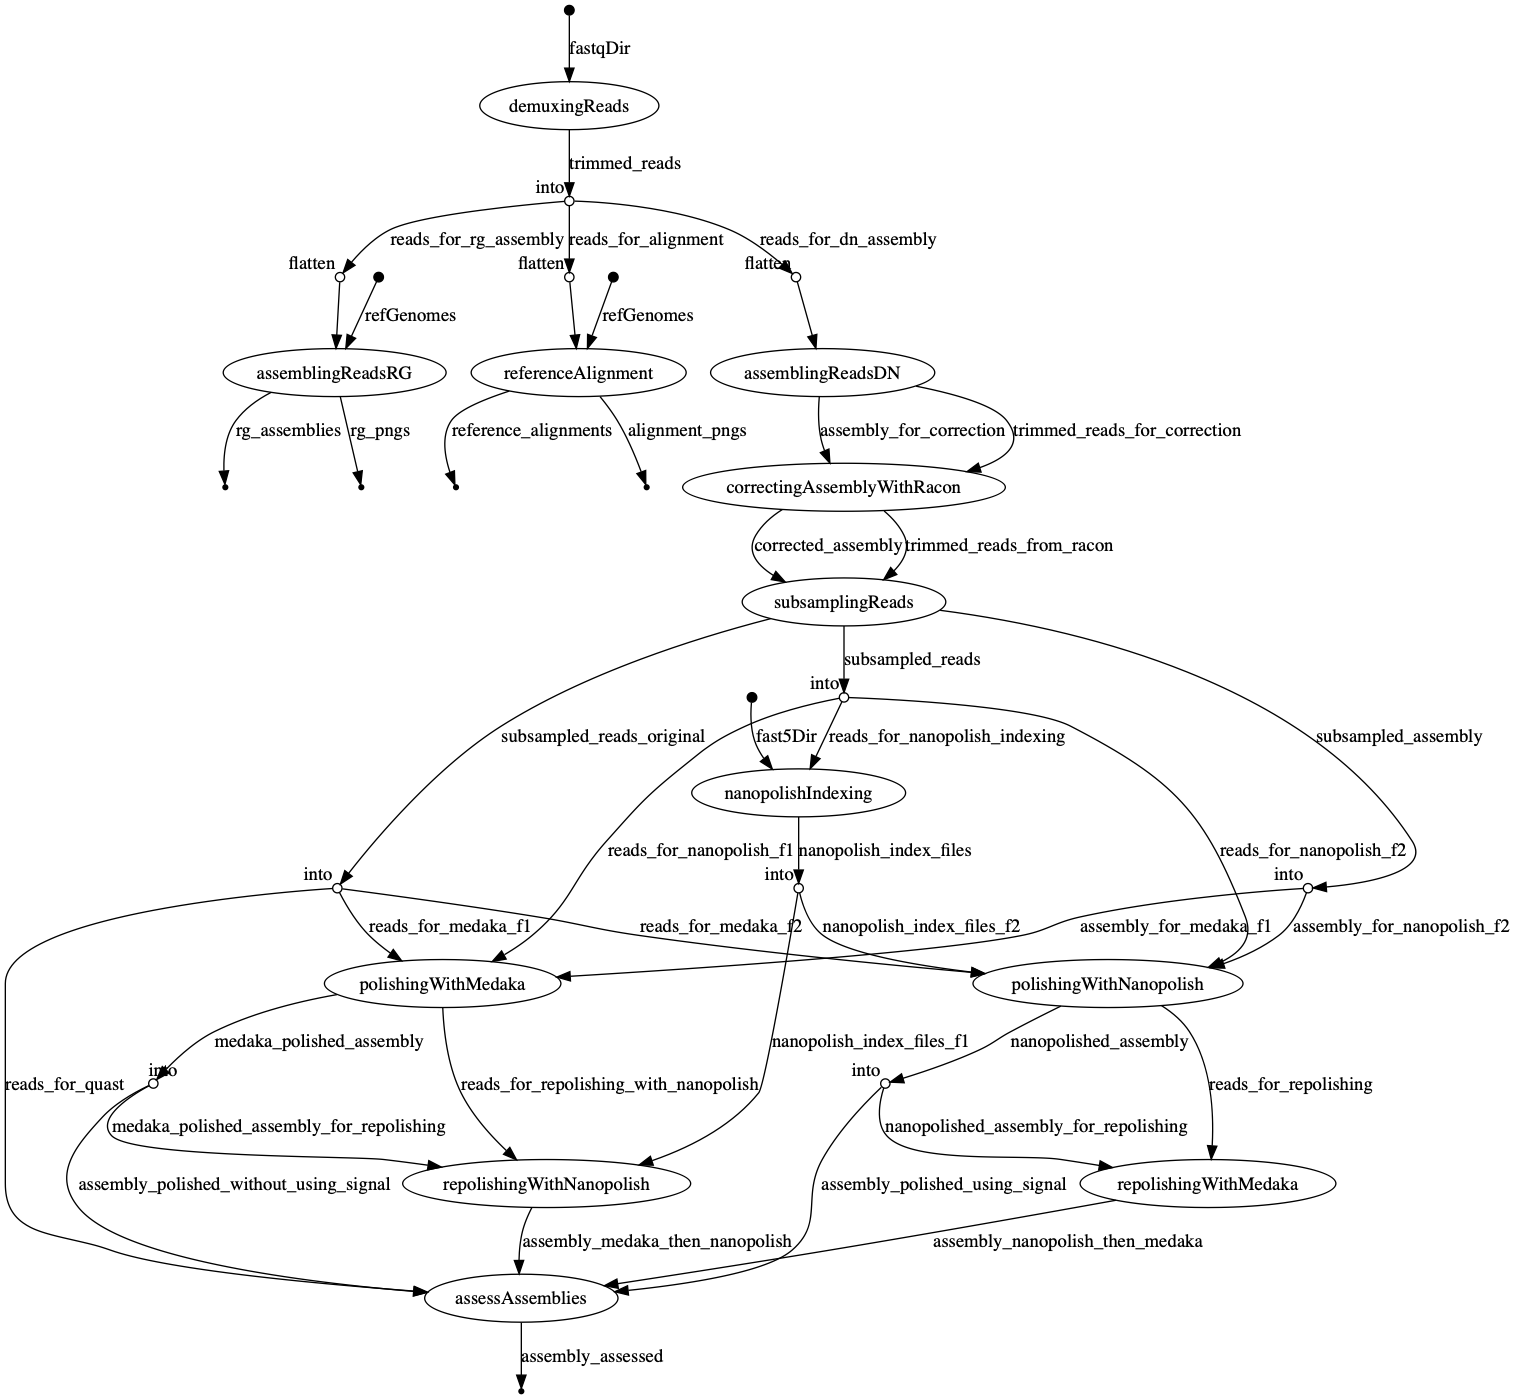 fastqDir
demuxingReads
trimmed_reads
into
reads_for_rg_assembly
reads_for_alignment
reads_for_dn_assembly
flatten
flatten
flatten
refGenomes
refGenomes
assemblingReadsRG
referenceAlignment
assemblingReadsDN
rg_assemblies
rg_pngs
reference_alignments
alignment_pngs
assembly_for_correction
trimmed_reads_for_correction
correctingAssemblyWithRacon
corrected_assembly
trimmed_reads_from_racon
subsamplingReads
subsampled_reads
into
subsampled_reads_original
fast5Dir
reads_for_nanopolish_indexing
subsampled_assembly
nanopolishIndexing
reads_for_nanopolish_f1
nanopolish_index_files
reads_for_nanopolish_f2
into
into
into
reads_for_medaka_f1
reads_for_medaka_f2
nanopolish_index_files_f2
assembly_for_medaka_f1
assembly_for_nanopolish_f2
polishingWithMedaka
polishingWithNanopolish
medaka_polished_assembly
nanopolish_index_files_f1
nanopolished_assembly
into
into
reads_for_quast
reads_for_repolishing_with_nanopolish
reads_for_repolishing
medaka_polished_assembly_for_repolishing
nanopolished_assembly_for_repolishing
assembly_polished_without_using_signal
repolishingWithNanopolish
assembly_polished_using_signal
repolishingWithMedaka
assembly_medaka_then_nanopolish
assembly_nanopolish_then_medaka
assessAssemblies
assembly_assessed